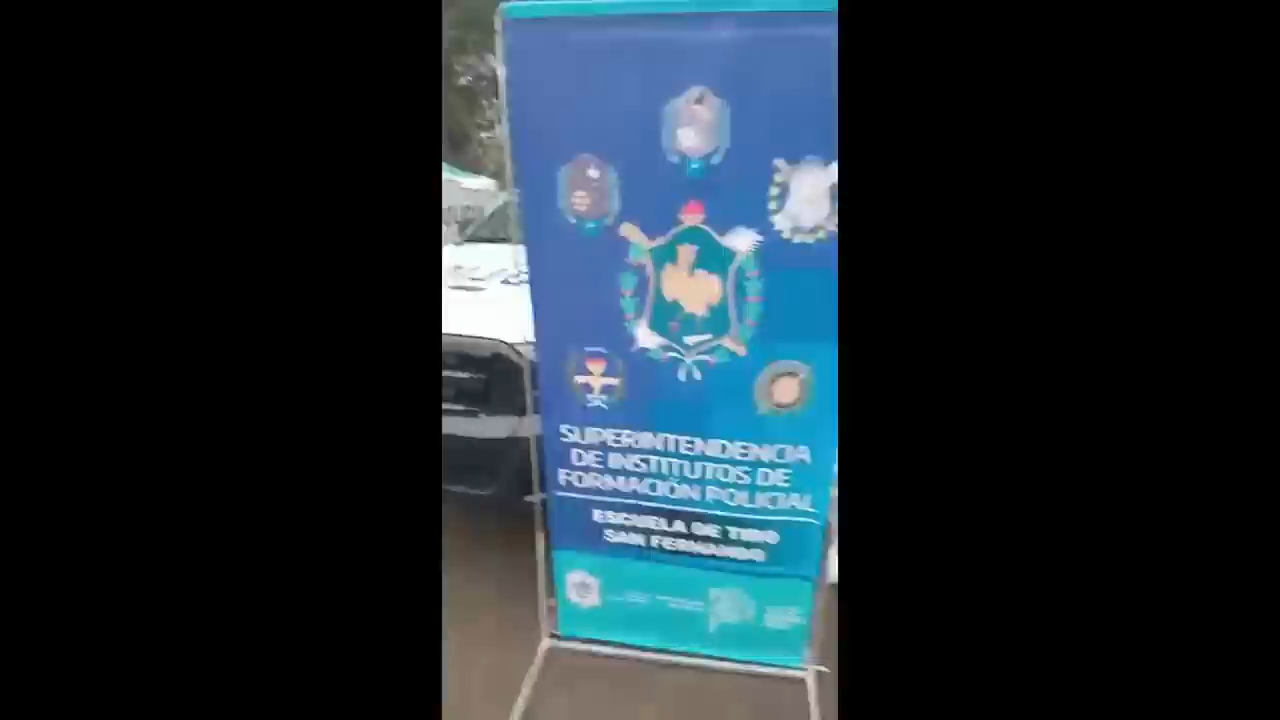 SUPERINTENDENCIA
DE INSTITUTOS DE
FORMACIÓN POLICIAL
ESCUELA DE TIRO
SAN FERNANDO